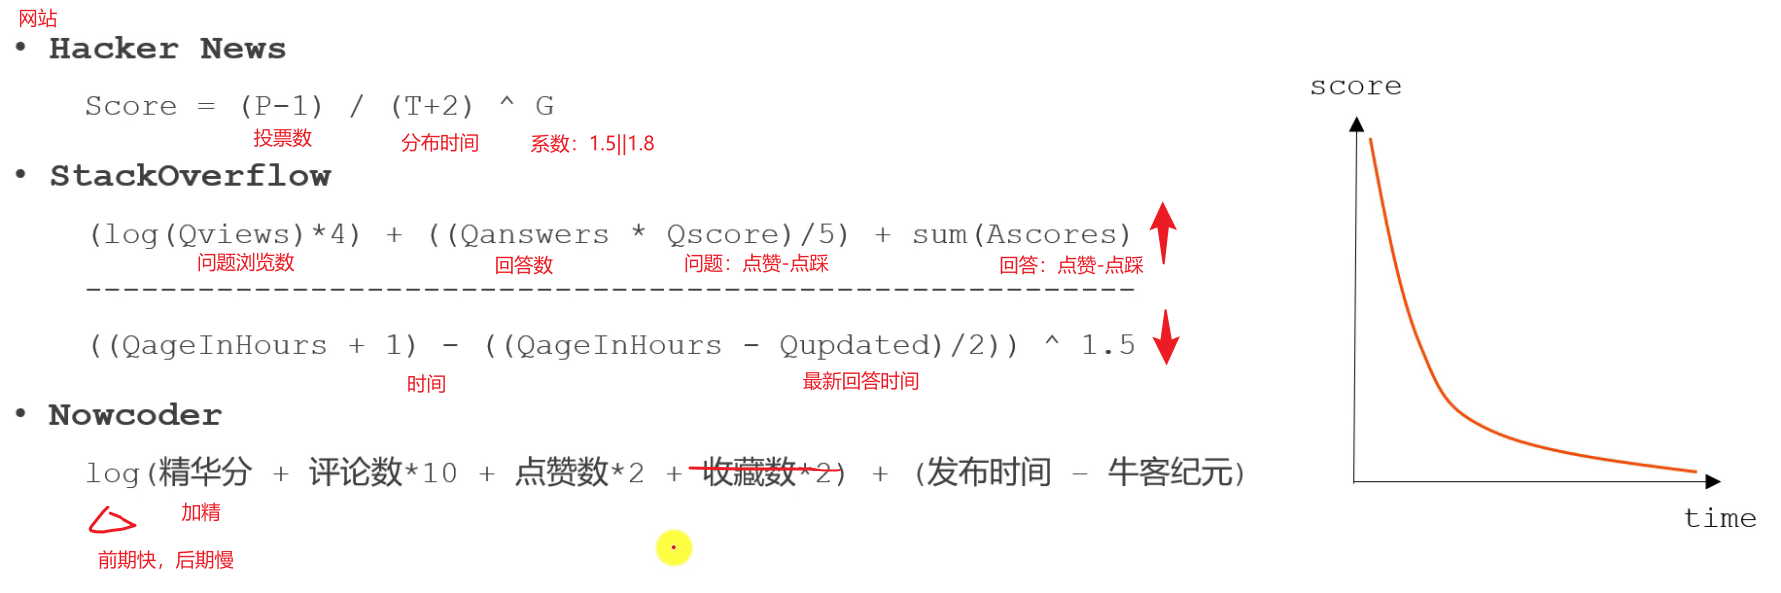 网站
• Hacker News
Score = (P-1) / (T+2) ^ G
投票数 分布时间 系数：1.5||1.8
• StackOverflow
(log(Qviews)*4) + ((Qanswers * Qscore)/5) + sum(Ascores)
问题浏览数 回答数 问题：点赞-点踩 回答：点赞-点踩
--------------------------------------------------------
((QageInHours + 1) - ((QageInHours - Qupdated)/2)) ^ 1.5
时间 最新回答时间
• Nowcoder
log(精华分 + 评论数*10 + 点赞数*2 + 收藏数*2) + (发布时间 – 牛客纪元)
加精
前期快，后期慢
score
time